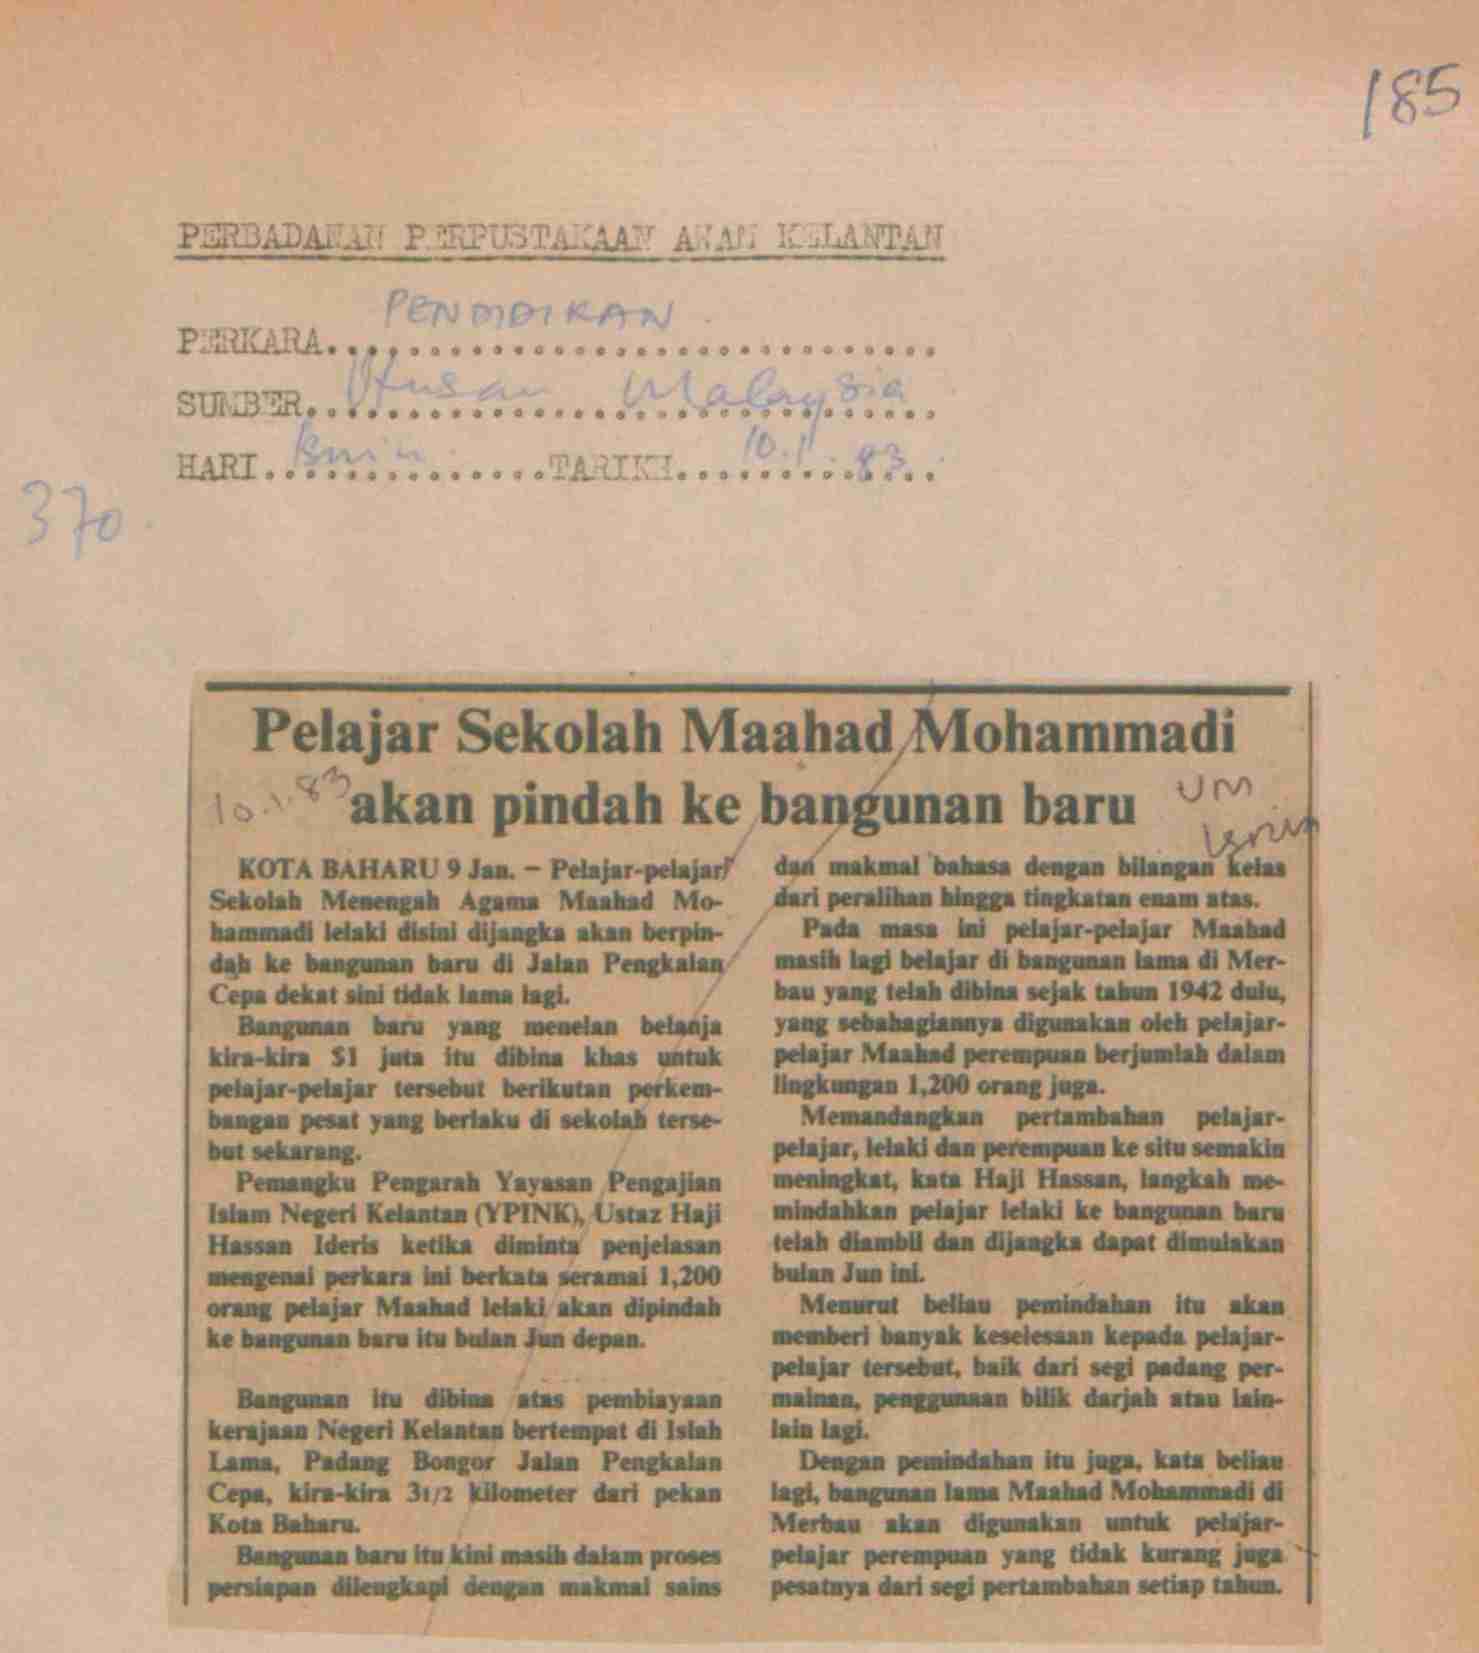 185
PERBADANAN PERPUSTAKAAN AWAM KELANTAN
PERKARA....PENDIDIKAN....
SUMBER....Utusan Malaysia....
HARI....Isnin....TARIKH....10.1.83....
370.
Pelajar Sekolah Maahad Mohammadi
akan pindah ke bangunan baru
10.1.83
UM
Isnin
KOTA BAHARU 9 Jan. – Pelajar-pelajar
Sekolah Menengah Agama Maahad Mo-
hammadi lelaki disini dijangka akan berpin-
dah ke bangunan baru di Jalan Pengkalan
Cepa dekat sini tidak lama lagi.
Bangunan baru yang menelan belanja
kira-kira $1 juta itu dibina khas untuk
pelajar-pelajar tersebut berikutan perkem-
bangan pesat yang berlaku di sekolah terse-
but sekarang.
Pemangku Pengarah Yayasan Pengajian
Islam Negeri Kelantan (YPINK), Ustaz Haji
Hassan Ideris ketika diminta penjelasan
mengenai perkara ini berkata seramai 1,200
orang pelajar Maahad lelaki akan dipindah
ke bangunan baru itu bulan Jun depan.
Bangunan itu dibina atas pembiayaan
kerajaan Negeri Kelantan bertempat di Islah
Lama, Padang Bongor Jalan Pengkalan
Cepa, kira-kira 31/2 kilometer dari pekan
Kota Baharu.
Bangunan baru itu kini masih dalam proses
persiapan dilengkapi dengan makmal sains
dan makmal bahasa dengan bilangan kelas
dari peralihan hingga tingkatan enam atas.
Pada masa ini pelajar-pelajar Maahad
masih lagi belajar di bangunan lama di Mer-
bau yang telah dibina sejak tahun 1942 dulu,
yang sebahagiannya digunakan oleh pelajar-
pelajar Maahad perempuan berjumlah dalam
lingkungan 1,200 orang juga.
Memandangkan pertambahan pelajar-
pelajar, lelaki dan perempuan ke situ semakin
meningkat, kata Haji Hassan, langkah me-
mindahkan pelajar lelaki ke bangunan baru
telah diambil dan dijangka dapat dimulakan
bulan Jun ini.
Menurut beliau pemindahan itu akan
memberi banyak keselesaan kepada pelajar-
pelajar tersebut, baik dari segi padang per-
mainan, penggunaan bilik darjah atau lain-
lain lagi.
Dengan pemindahan itu juga, kata beliau
lagi, bangunan lama Maahad Mohammadi di
Merbau akan digunakan untuk pelajar-
pelajar perempuan yang tidak kurang juga
pesatnya dari segi pertambahan setiap tahun.